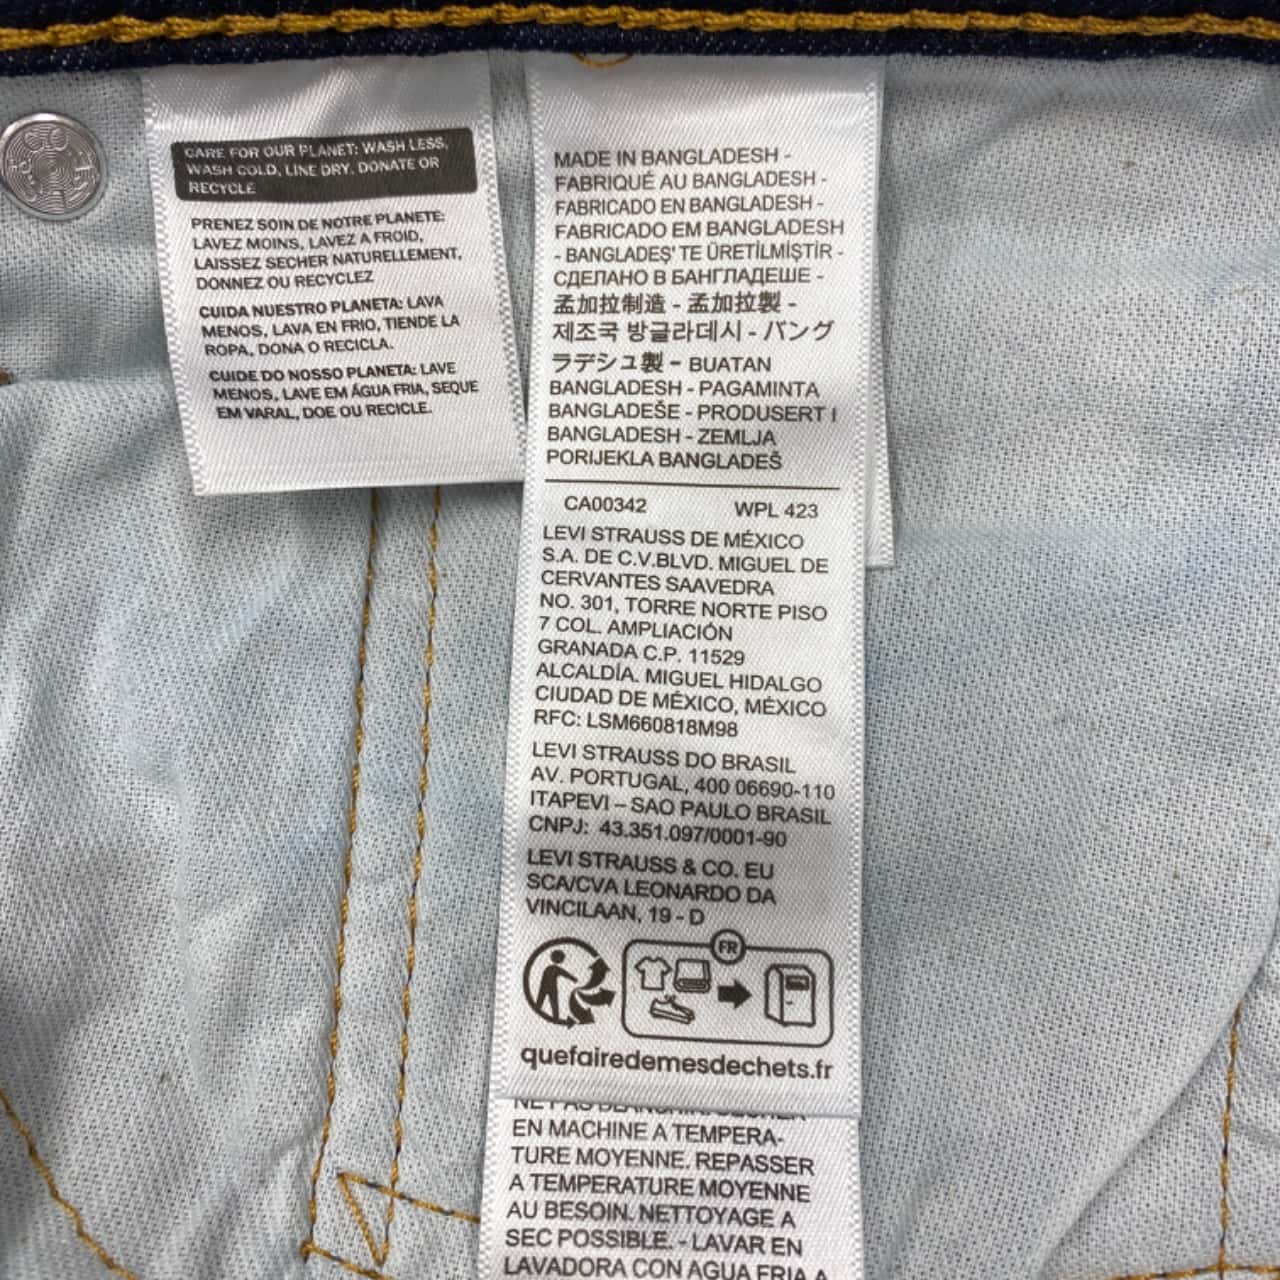 CARE FOR OUR PLANET: WASH LESS,
WASH COLD, LINE DRY. DONATE OR
RECYCLE
PRENEZ SOIN DE NOTRE PLANETE:
LAVEZ MOINS, LAVEZ A FROID,
LAISSEZ SECHER NATURELLEMENT,
DONNEZ OU RECYCLEZ
CUIDA NUESTRO PLANETA: LAVA
MENOS, LAVA EN FRIO, TIENDE LA
ROPA, DONA O RECICLA.
CUIDE DO NOSSO PLANETA: LAVE
MENOS, LAVE EM ÁGUA FRIA, SEQUE
EM VARAL, DOE OU RECICLE.
MADE IN BANGLADESH -
FABRIQUÉ AU BANGLADESH -
FABRICADO EN BANGLADESH -
FABRICADO EM BANGLADESH
- BANGLADEŞ' TE ÜRETİLMİŞTİR -
СДЕЛАНО В БАНГЛАДЕШЕ -
孟加拉制造 - 孟加拉製 -
제조국 방글라데시 - バング
ラデシュ製 - BUATAN
BANGLADESH - PAGAMINTA
BANGLADEŠE - PRODUSERT I
BANGLADESH - ZEMLJA
PORIJEKLA BANGLADEŠ
CA00342 WPL 423
LEVI STRAUSS DE MÉXICO
S.A. DE C.V.BLVD. MIGUEL DE
CERVANTES SAAVEDRA
NO. 301, TORRE NORTE PISO
7 COL. AMPLIACIÓN
GRANADA C.P. 11529
ALCALDÍA. MIGUEL HIDALGO
CIUDAD DE MÉXICO, MÉXICO
RFC: LSM660818M98
LEVI STRAUSS DO BRASIL
AV. PORTUGAL, 400 06690-110
ITAPEVI – SAO PAULO BRASIL
CNPJ: 43.351.097/0001-90
LEVI STRAUSS & CO. EU
SCA/CVA LEONARDO DA
VINCILAAN, 19 - D
FR
quefairedemesdechets.fr
EN MACHINE A TEMPERA-
TURE MOYENNE. REPASSER
A TEMPERATURE MOYENNE
AU BESOIN. NETTOYAGE A
SEC POSSIBLE. - LAVAR EN
LAVADORA CON AGUA FRIA A